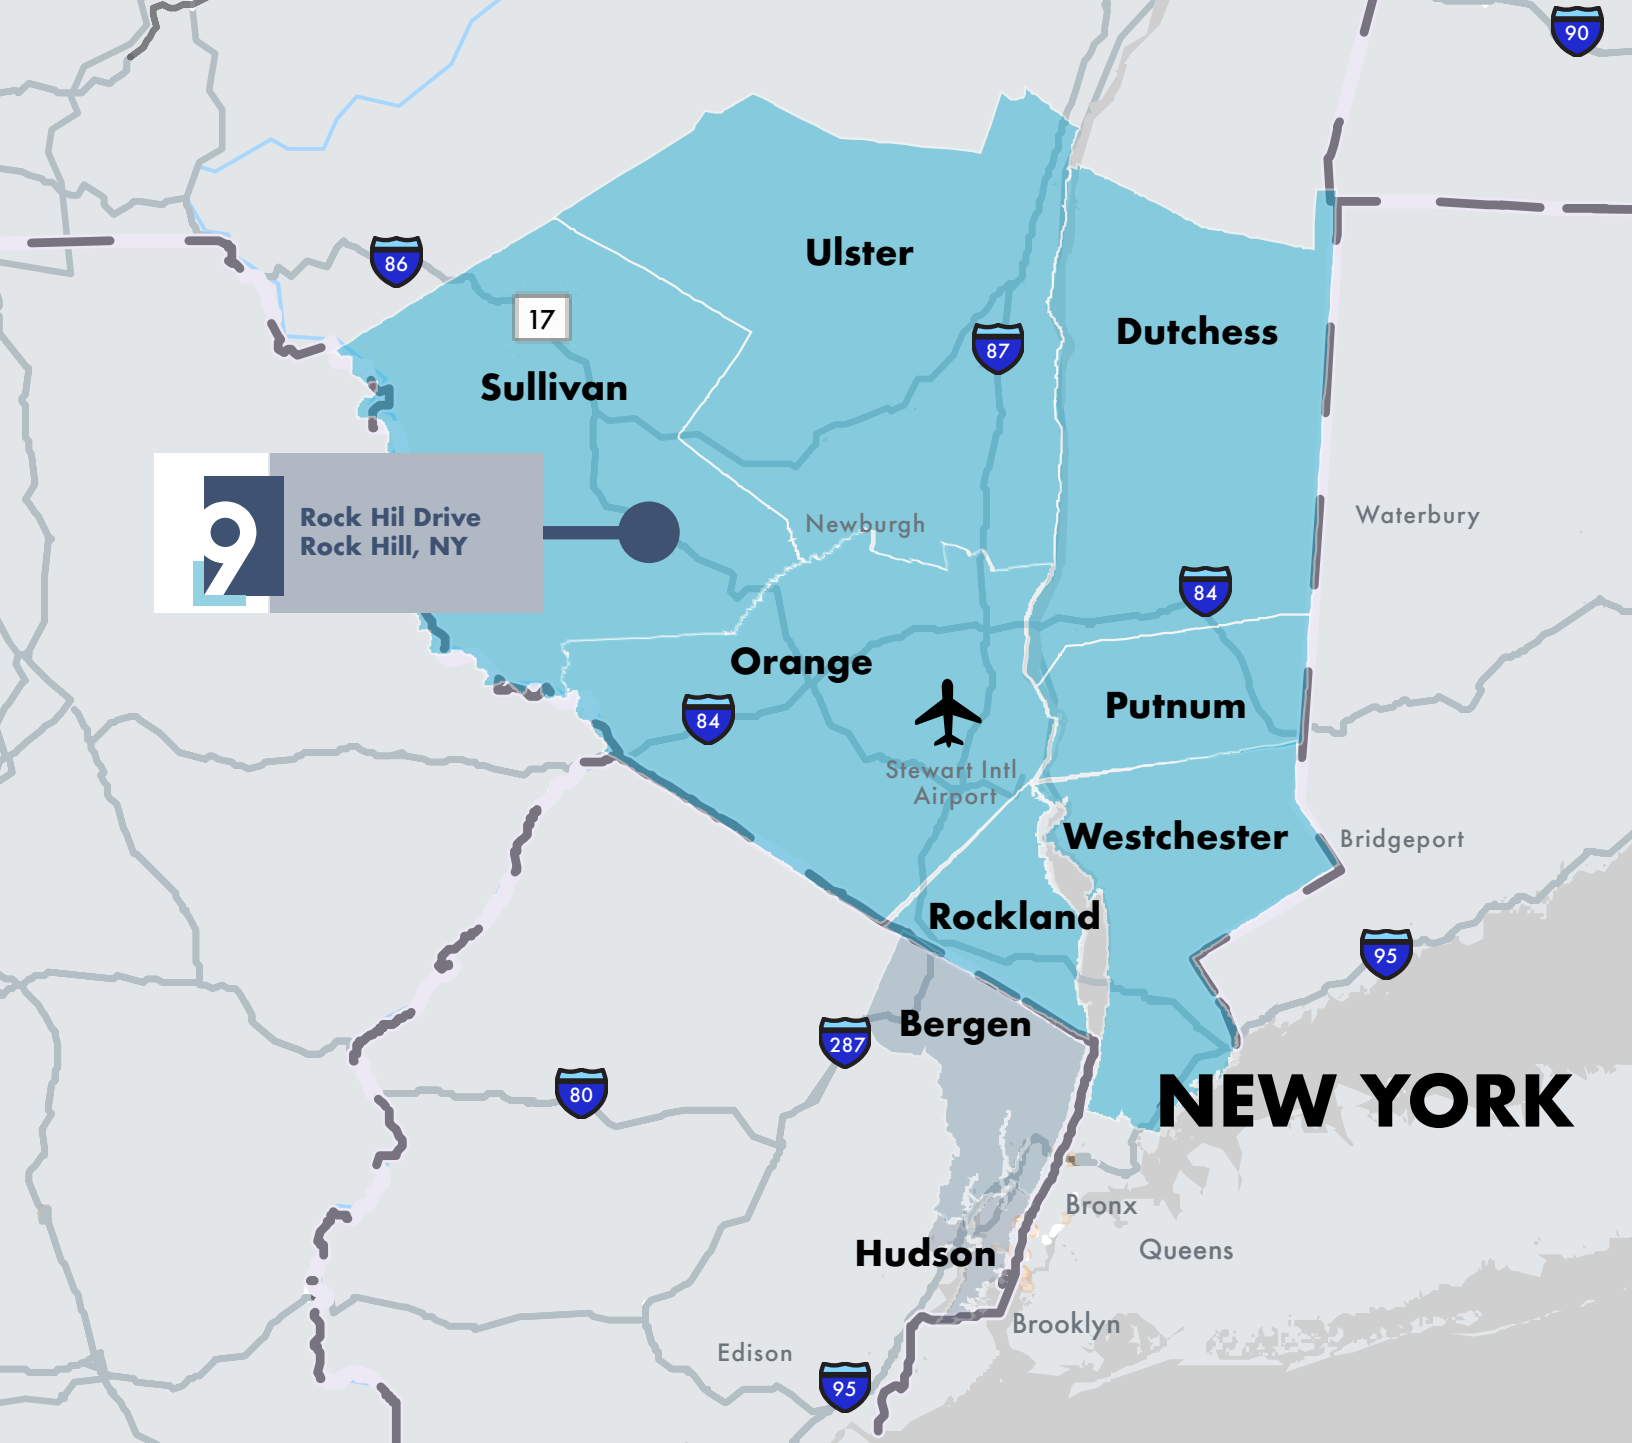 90
Ulster
86
17
Dutchess
87
Sullivan
9
Rock Hil Drive
Rock Hill, NY
Newburgh
Waterbury
84
Orange
84
Putnum
Stewart Intl
Airport
Westchester
Bridgeport
Rockland
95
Bergen
287
80
NEW YORK
Bronx
Queens
Hudson
Brooklyn
Edison
95